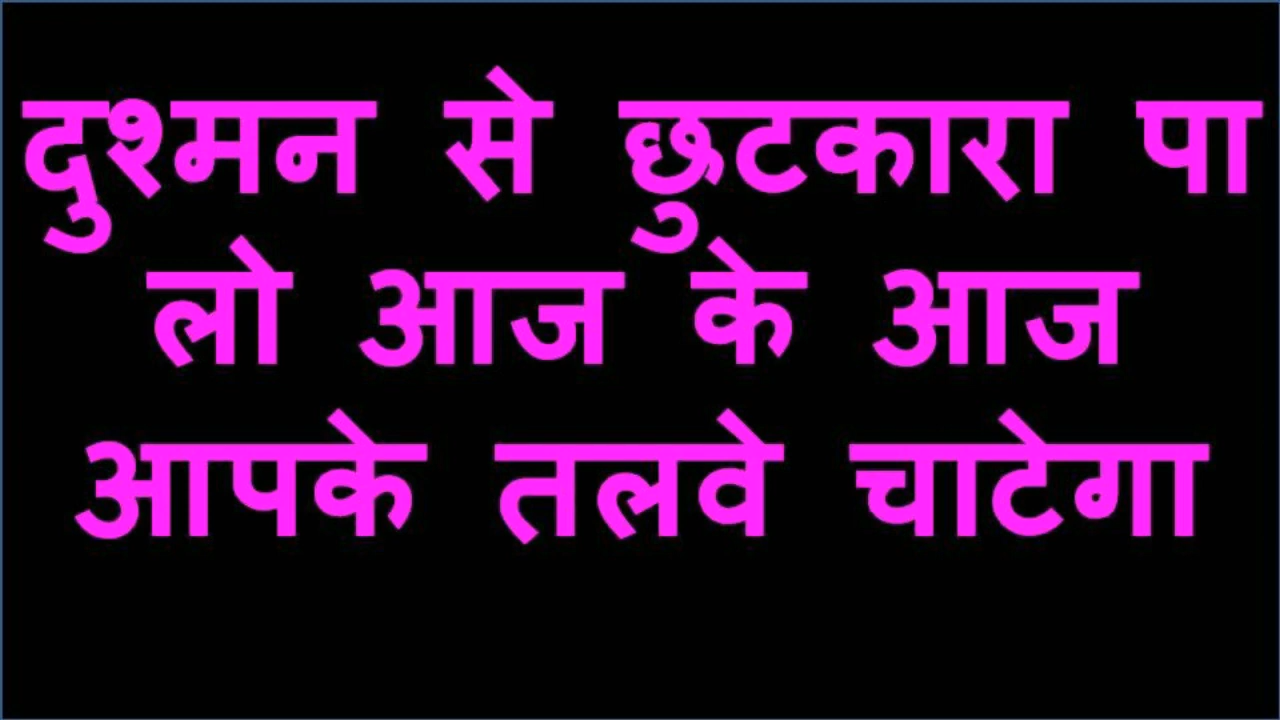 दुश्मन से छुटकारा पा
लो आज के आज
आपके तलवे चाटेगा